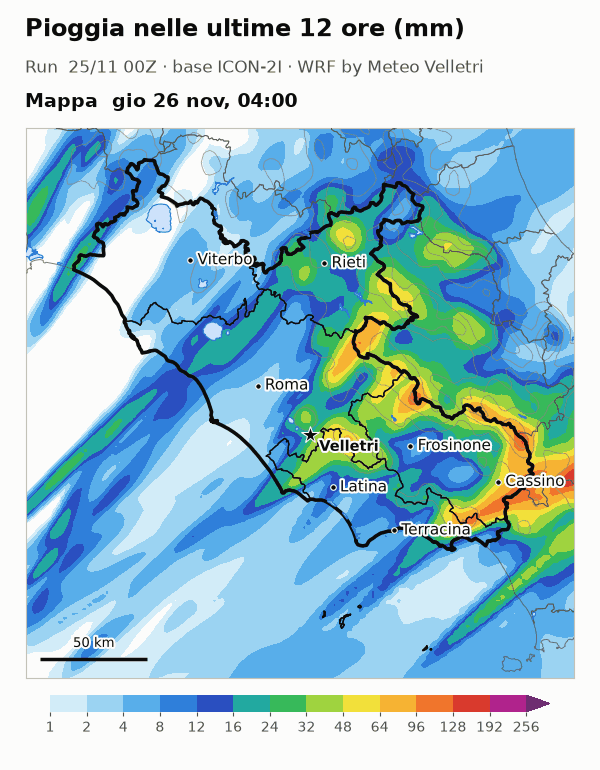 Pioggia nelle ultime 12 ore (mm)
Run 25/11 00Z · base ICON-2I · WRF by Meteo Velletri
Mappa gio 26 nov, 04:00
Viterbo
Rieti
Roma
Velletri
Frosinone
Latina
Cassino
Terracina
50 km
1 2 4 8 12 16 24 32 48 64 96 128 192 256